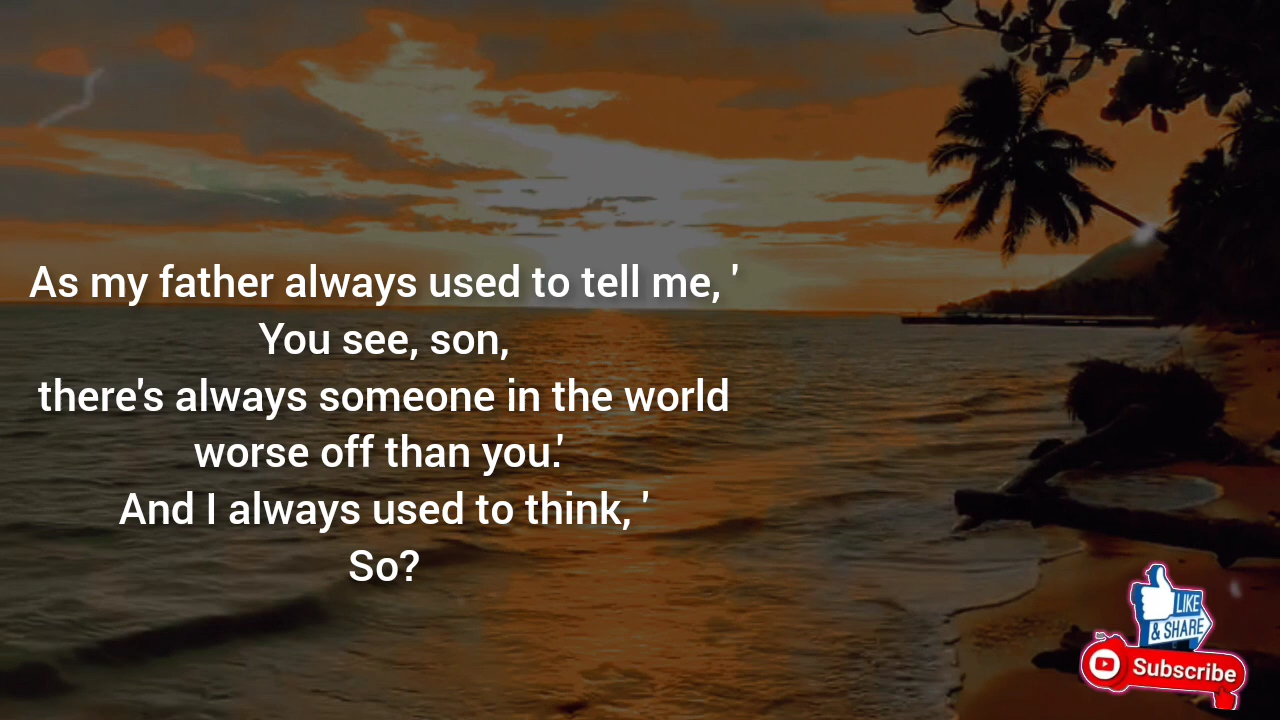 As my father always used to tell me, '
You see, son,
there's always someone in the world
worse off than you.'
And I always used to think, '
So?
LIKE
& SHARE
Subscribe